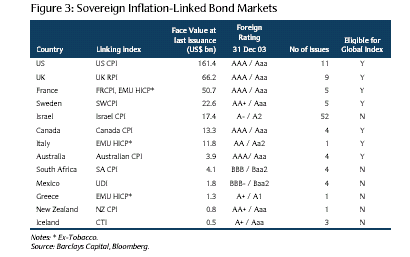 Figure 3: Sovereign Inflation-Linked Bond Markets
Country Linking Index Face Value at last issuance (US$ bn) Foreign Rating 31 Dec 03 No of Issues Eligible for Global Index
US US CPI 161.4 AAA / Aaa 11 Y
UK UK RPI 66.2 AAA / Aaa 9 Y
France FRCPI, EMU HICP* 50.7 AAA / Aaa 5 Y
Sweden SWCPI 22.6 AA+ / Aaa 5 Y
Israel Israel CPI 17.4 A- / A2 52 N
Canada Canada CPI 13.3 AAA / Aaa 4 Y
Italy EMU HICP* 11.8 AA / Aa2 1 Y
Australia Australian CPI 3.9 AAA/ Aaa 4 Y
South Africa SA CPI 4.1 BBB / Baa2 4 N
Mexico UDI 1.8 BBB- / Baa2 4 N
Greece EMU HICP* 1.3 A+ / A1 1 N
New Zealand NZ CPI 0.8 AA+ / Aaa 1 N
Iceland CTI 0.5 A+ / Aaa 3 N
Notes: * Ex-Tobacco.
Source: Barclays Capital, Bloomberg.